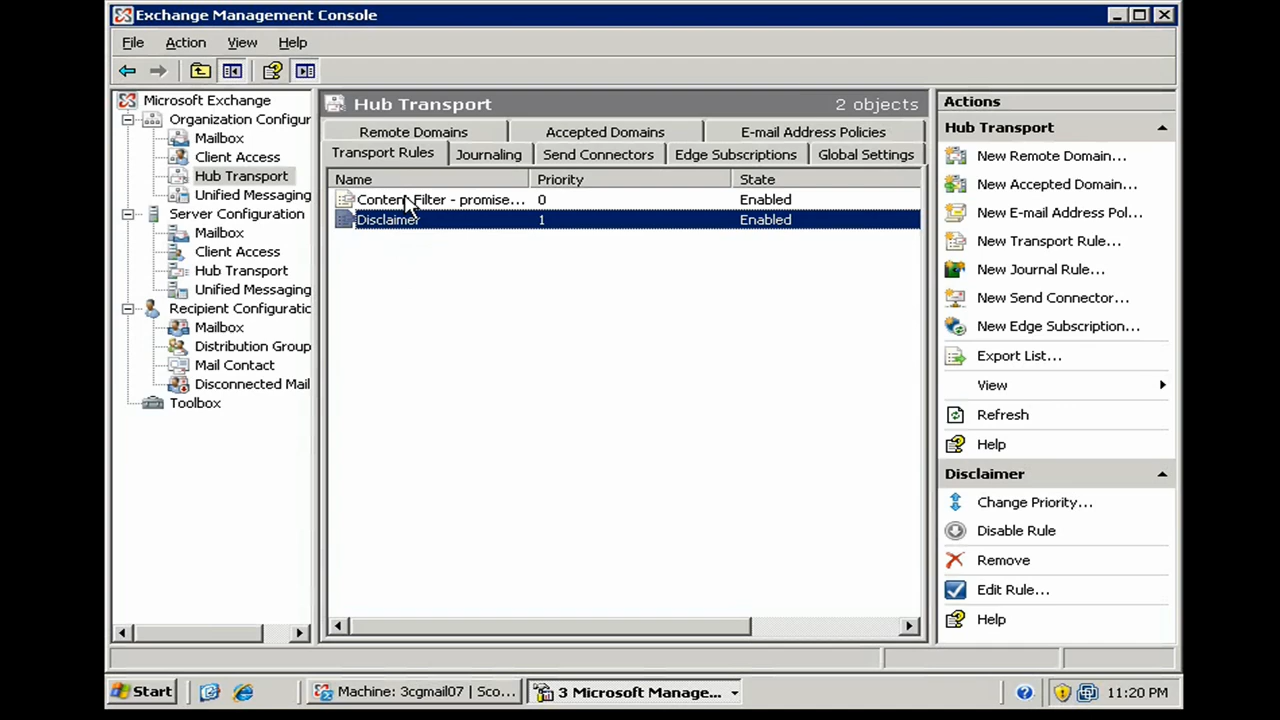 Exchange Management Console
File Action View Help
Microsoft Exchange
Organization Configur
Mailbox
Client Access
Hub Transport
Unified Messaging
Server Configuration
Mailbox
Client Access
Hub Transport
Unified Messaging
Recipient Configuratic
Mailbox
Distribution Group
Mail Contact
Disconnected Mail
Toolbox
Hub Transport 2 objects
Remote Domains Accepted Domains E-mail Address Policies
Transport Rules Journaling Send Connectors Edge Subscriptions Global Settings
Name Priority State
Content Filter - promise... 0 Enabled
Disclaimer 1 Enabled
Actions
Hub Transport
New Remote Domain...
New Accepted Domain...
New E-mail Address Pol...
New Transport Rule...
New Journal Rule...
New Send Connector...
New Edge Subscription...
Export List...
View
Refresh
Help
Disclaimer
Change Priority...
Disable Rule
Remove
Edit Rule...
Help
Start Machine: 3cgmail07 | Sco... 3 Microsoft Manage... 11:20 PM